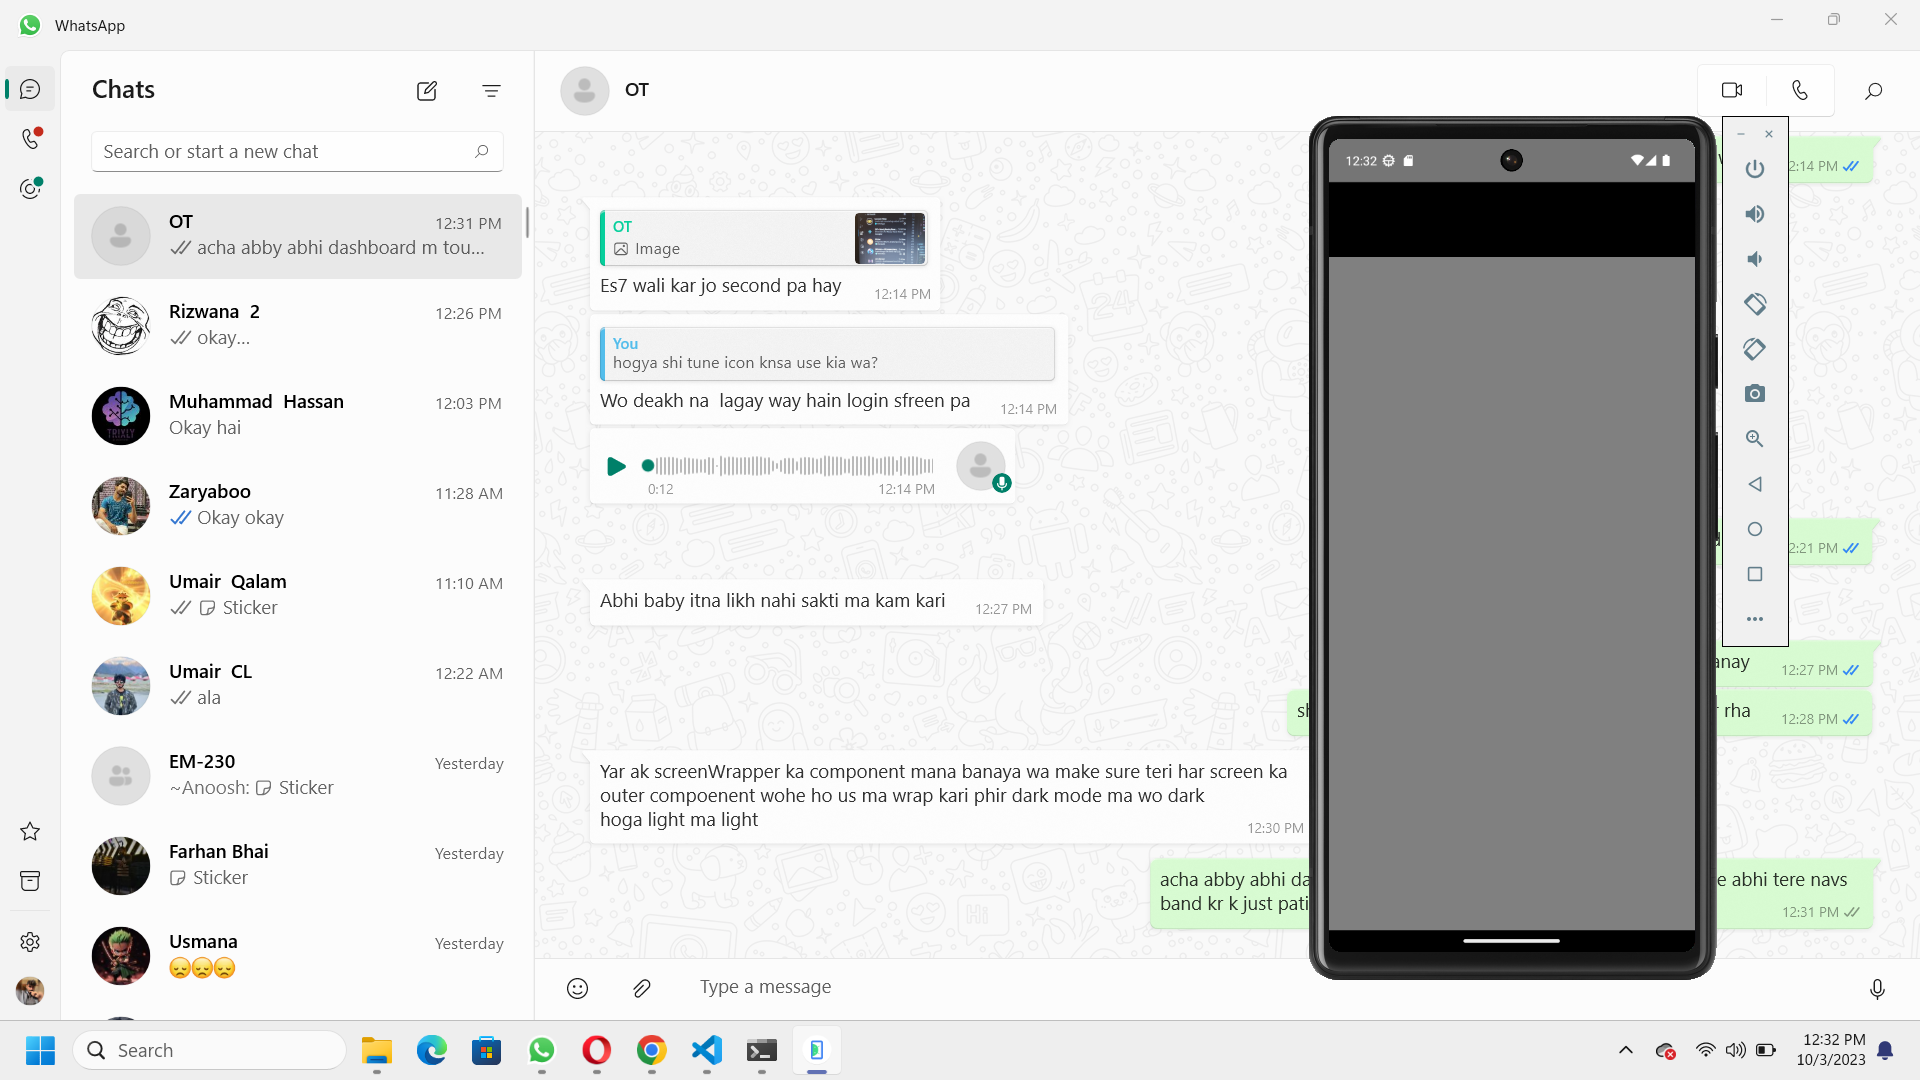 WhatsApp
Chats
Search or start a new chat
OT
12:31 PM
acha abby abhi dashboard m tou...
Rizwana 2
12:26 PM
okay...
Muhammad Hassan
12:03 PM
Okay hai
Zaryaboo
11:28 AM
Okay okay
Umair Qalam
11:10 AM
Sticker
Umair CL
12:22 AM
ala
EM-230
Yesterday
~Anoosh: Sticker
Farhan Bhai
Yesterday
Sticker
Usmana
Yesterday
😞😞😞
OT
2:14 PM
OT
Image
Es7 wali kar jo second pa hay
12:14 PM
You
hogya shi tune icon knsa use kia wa?
Wo deakh na lagay way hain login sfreen pa
12:14 PM
0:12
12:14 PM
2:21 PM
Abhi baby itna likh nahi sakti ma kam kari
12:27 PM
anay
12:27 PM
sh
rha
12:28 PM
Yar ak screenWrapper ka component mana banaya wa make sure teri har screen ka
outer compoenent wohe ho us ma wrap kari phir dark mode ma wo dark
hoga light ma light
12:30 PM
acha abby abhi da
e abhi tere navs
band kr k just pati
12:31 PM
Type a message
12:32
Search
12:32 PM
10/3/2023